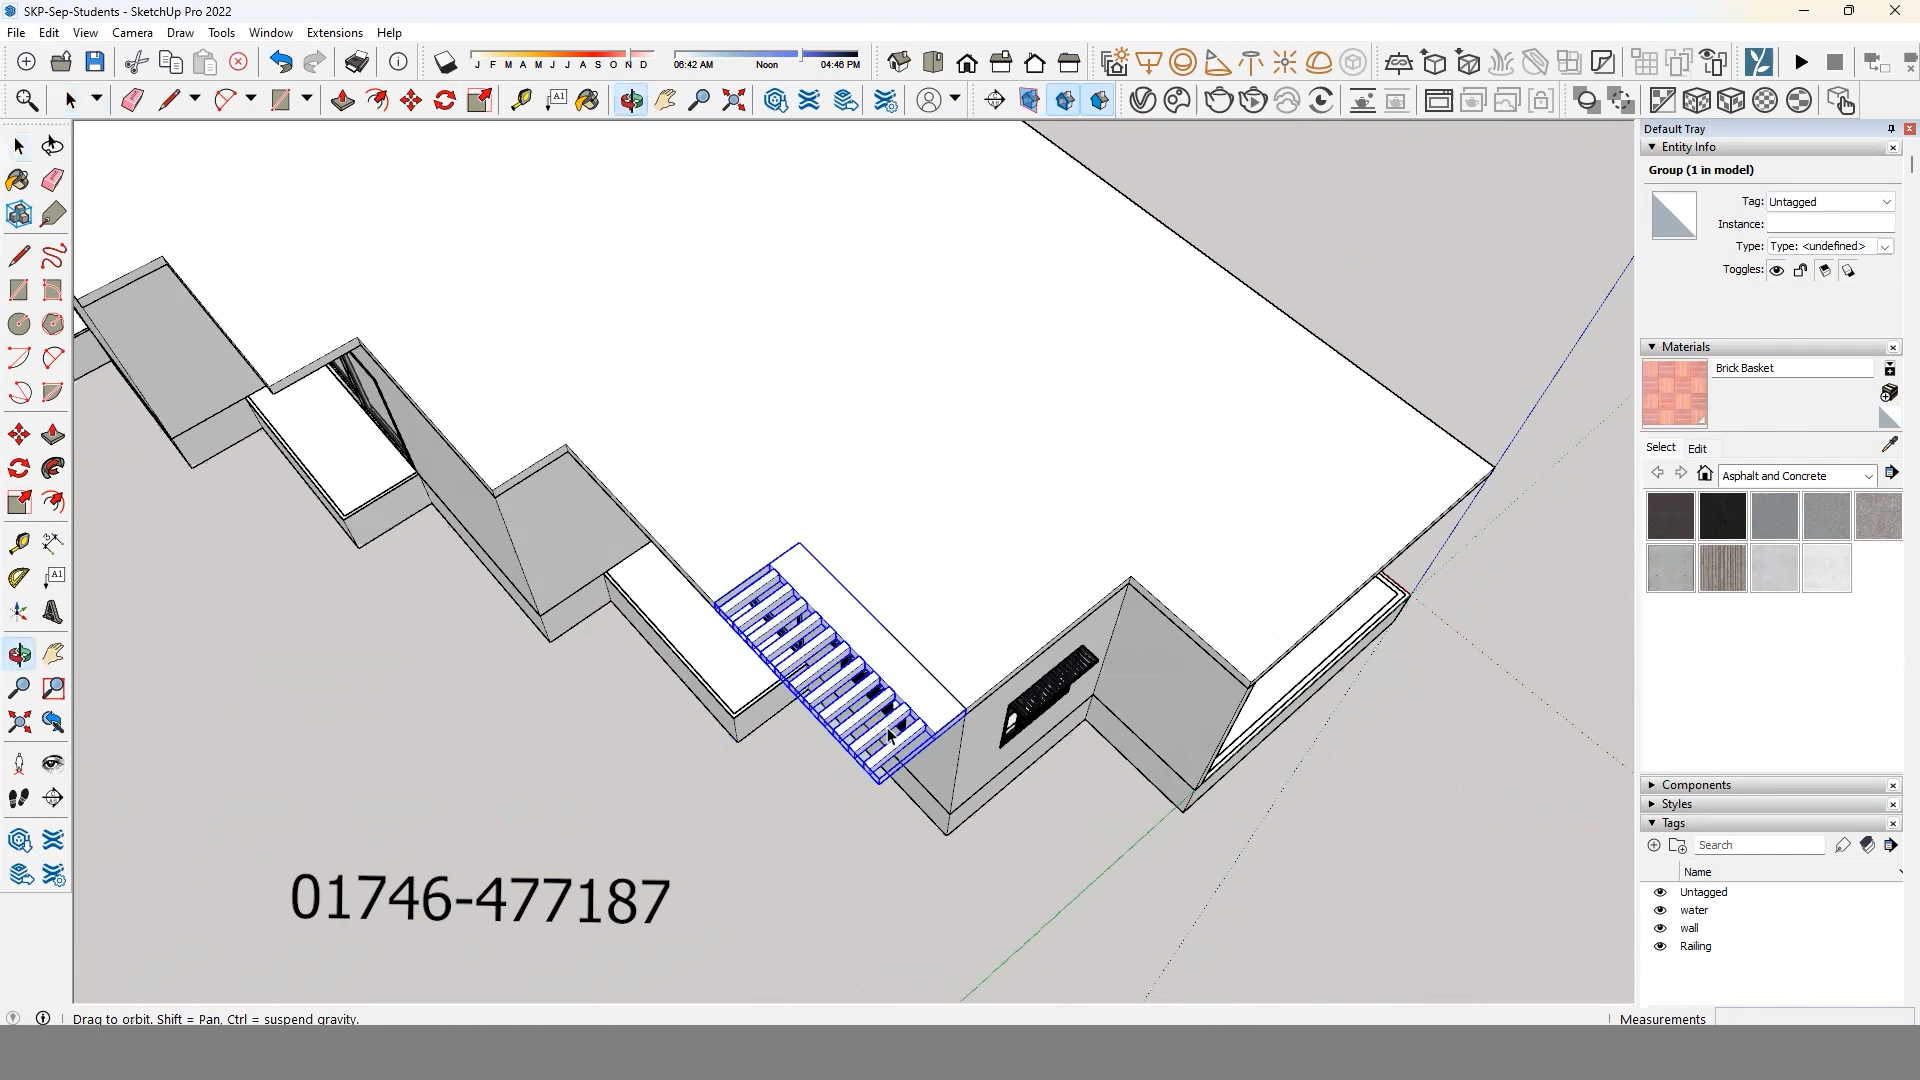 SKP-Sep-Students - SketchUp Pro 2022
File Edit View Camera Draw Tools Window Extensions Help
J F M A M J J A S O N D
06:42 AM Noon 04:46 PM
Default Tray
Entity Info
Group (1 in model)
Tag: Untagged
Instance:
Type: Type: <undefined>
Toggles:
Materials
Brick Basket
Select Edit
Asphalt and Concrete
Components
Styles
Tags
Search
Name
Untagged
water
wall
Railing
01746-477187
Drag to orbit. Shift = Pan, Ctrl = suspend gravity.
Measurements